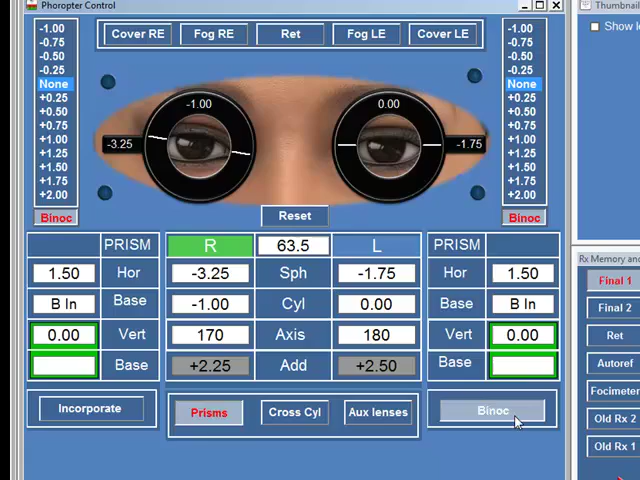 Phoropter Control
Thumbnail
-1.00
-0.75
-0.50
-0.25
None
+0.25
+0.50
+0.75
+1.00
+1.25
+1.50
+1.75
+2.00
Binoc
Cover RE Fog RE Ret Fog LE Cover LE
-1.00 0.00
-3.25 -1.75
Reset
-1.00
-0.75
-0.50
-0.25
None
+0.25
+0.50
+0.75
+1.00
+1.25
+1.50
+1.75
+2.00
Binoc
Show l
PRISM R 63.5 L PRISM
1.50 Hor -3.25 Sph -1.75 Hor 1.50
B In Base -1.00 Cyl 0.00 Base B In
0.00 Vert 170 Axis 180 Vert 0.00
Base +2.25 Add +2.50 Base
Incorporate Prisms Cross Cyl Aux lenses Binoc
Rx Memory and
Final 1
Final 2
Ret
Autoref
Focimeter
Old Rx 2
Old Rx 1